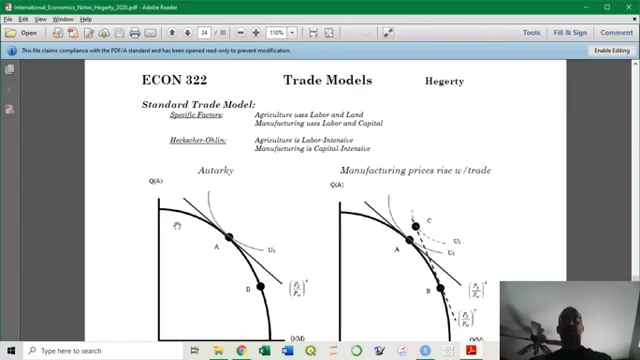 International_Economics_Notes_Hegerty_2020.pdf - Adobe Reader
File Edit View Window Help
Open 24 / 30 110% Tools Fill & Sign Comment
This file claims compliance with the PDF/A standard and has been opened read-only to prevent modification. Enable Editing
ECON 322 Trade Models Hegerty
Standard Trade Model:
Specific Factors: Agriculture uses Labor and Land
Manufacturing uses Labor and Capital
Heckscher-Ohlin: Agriculture is Labor-Intensive
Manufacturing is Capital-Intensive
Autarky Manufacturing prices rise w/trade
Q(A) Q(A)
A B Q(M)
C A B Q(M)
Type here to search